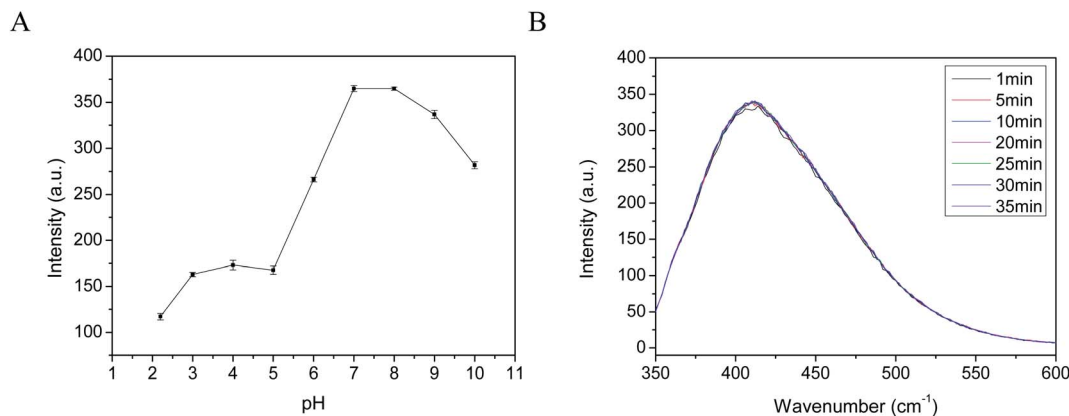 A
B
400
350
300
250
200
150
100
Intensity (a.u.)
1 2 3 4 5 6 7 8 9 10 11
pH
400
350
300
250
200
150
100
50
0
Intensity (a.u.)
350 400 450 500 550 600
Wavenumber (cm⁻¹)
1min
5min
10min
20min
25min
30min
35min